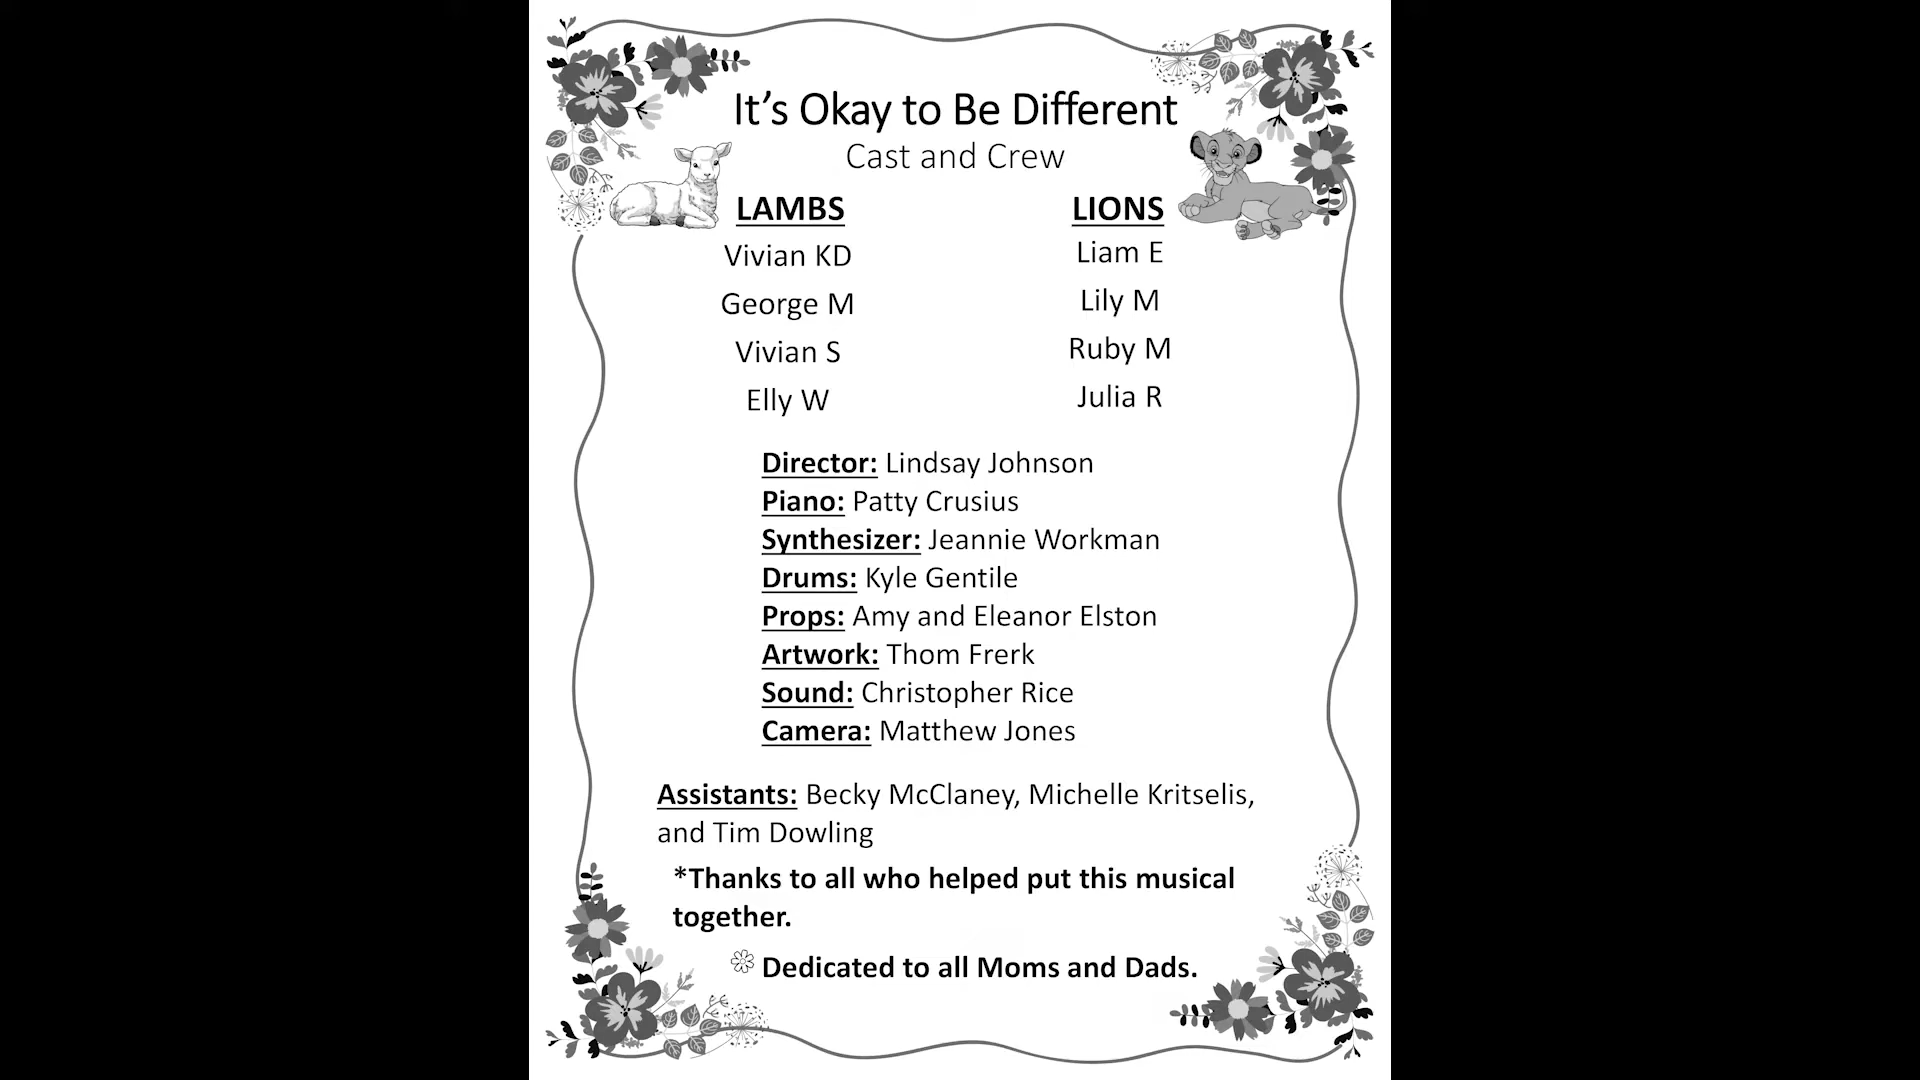 It’s Okay to Be Different
Cast and Crew
LAMBS
Vivian KD
George M
Vivian S
Elly W
LIONS
Liam E
Lily M
Ruby M
Julia R
Director: Lindsay Johnson
Piano: Patty Crusius
Synthesizer: Jeannie Workman
Drums: Kyle Gentile
Props: Amy and Eleanor Elston
Artwork: Thom Frerk
Sound: Christopher Rice
Camera: Matthew Jones
Assistants: Becky McClaney, Michelle Kritselis,
and Tim Dowling
*Thanks to all who helped put this musical
together.
Dedicated to all Moms and Dads.